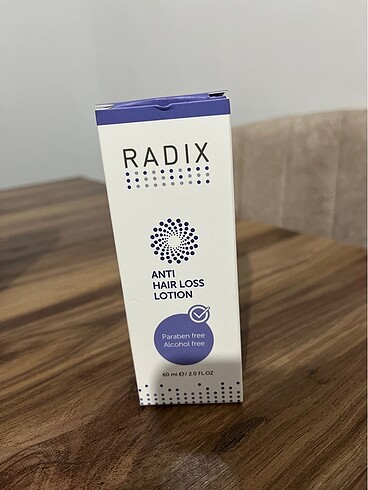 RADIX
ANTI
HAIR LOSS
LOTION
Paraben free
Alcohol free
60 ml ℮ / 2.0 FL OZ